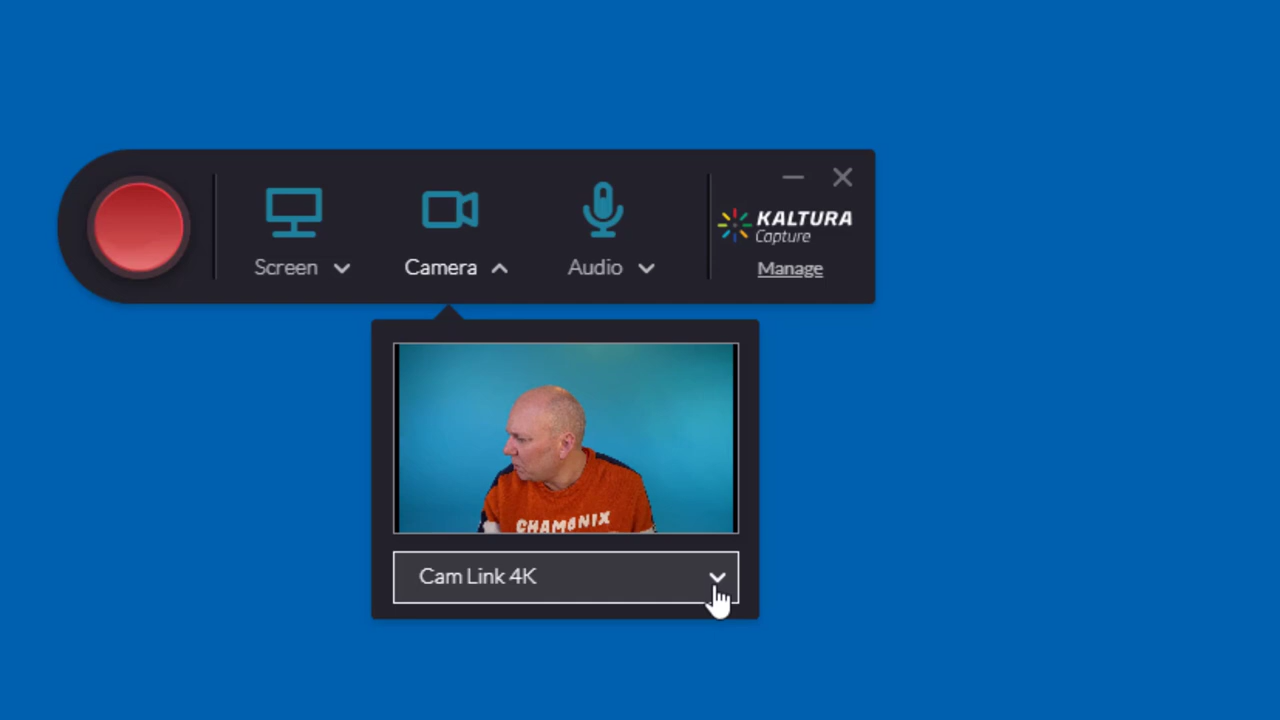 Screen
Camera
Audio
KALTURA
Capture
Manage
CHAMONIX
Cam Link 4K